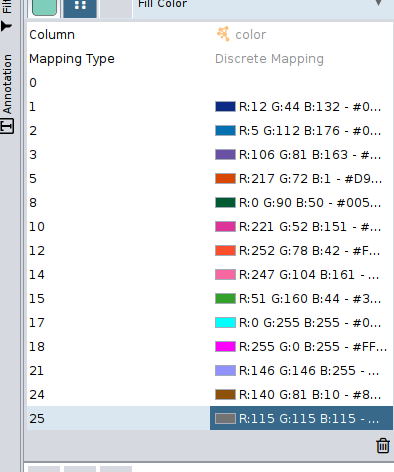 Fill Color
Column color
Mapping Type Discrete Mapping
0
1 R:12 G:44 B:132 - #0...
2 R:5 G:112 B:176 - #0...
3 R:106 G:81 B:163 - #...
5 R:217 G:72 B:1 - #D9...
8 R:0 G:90 B:50 - #005...
10 R:221 G:52 B:151 - #...
12 R:252 G:78 B:42 - #F...
14 R:247 G:104 B:161 - ...
15 R:51 G:160 B:44 - #3...
17 R:0 G:255 B:255 - #0...
18 R:255 G:0 B:255 - #FF...
21 R:146 G:146 B:255 - ...
24 R:140 G:81 B:10 - #8...
25 R:115 G:115 B:115 - ...
Annotation